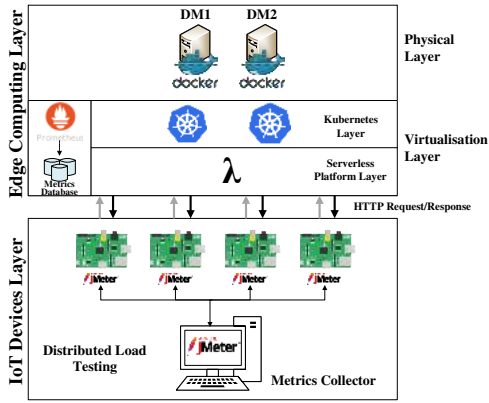 DM1 DM2
docker docker
Physical
Layer
Edge Computing Layer
Prometheus
Kubernetes
Layer
Virtualisation
Layer
Metrics
Database
λ
Serverless
Platform Layer
HTTP Request/Response
IoT Devices Layer
JMeter JMeter JMeter JMeter
Distributed Load
Testing
JMeter
Metrics Collector